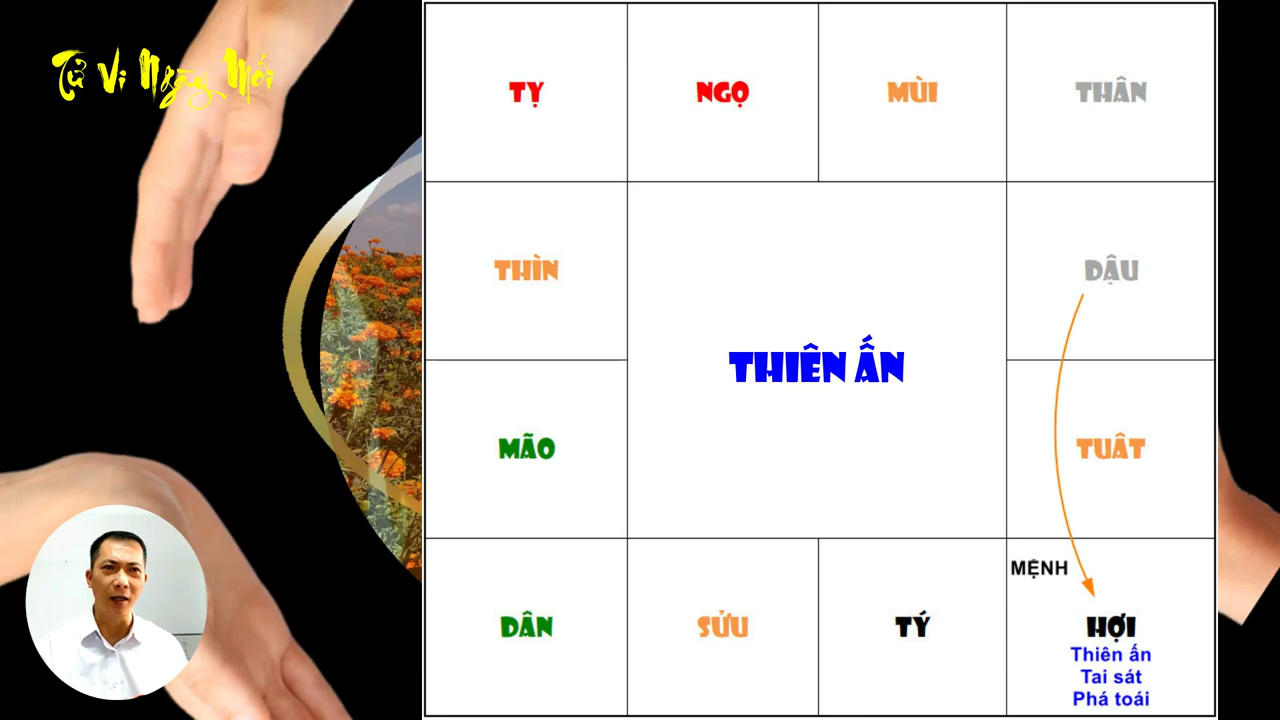 Tử Vi Ngày Mới
TỴ
NGỌ
MÙI
THÂN
THÌN
DẬU
THIÊN ẤN
MÃO
TUẤT
MỆNH
DẦN
SỬU
TÝ
HỢI
Thiên ấn
Tai sát
Phá toái